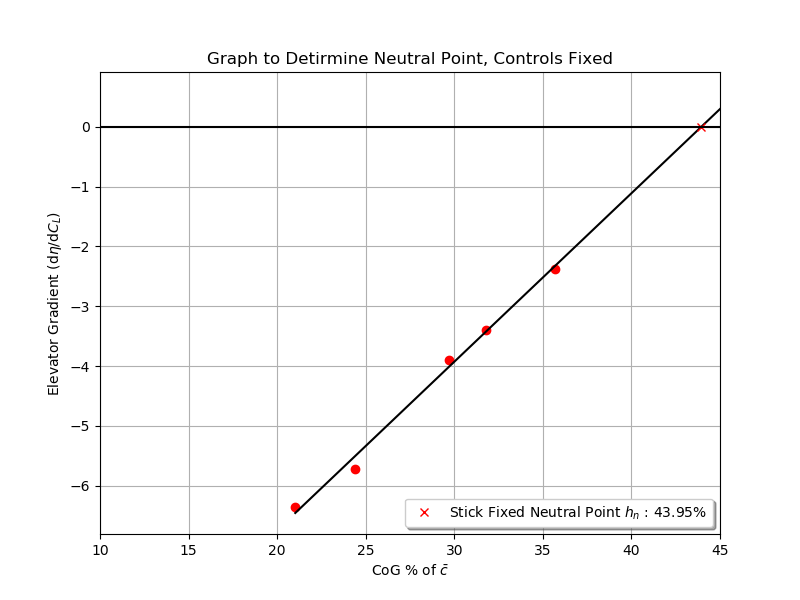 Graph to Detirmine Neutral Point, Controls Fixed
Elevator Gradient (dη/dC_L)
0
−1
−2
−3
−4
−5
−6
Stick Fixed Neutral Point h_n : 43.95%
10 15 20 25 30 35 40 45
CoG % of c̄